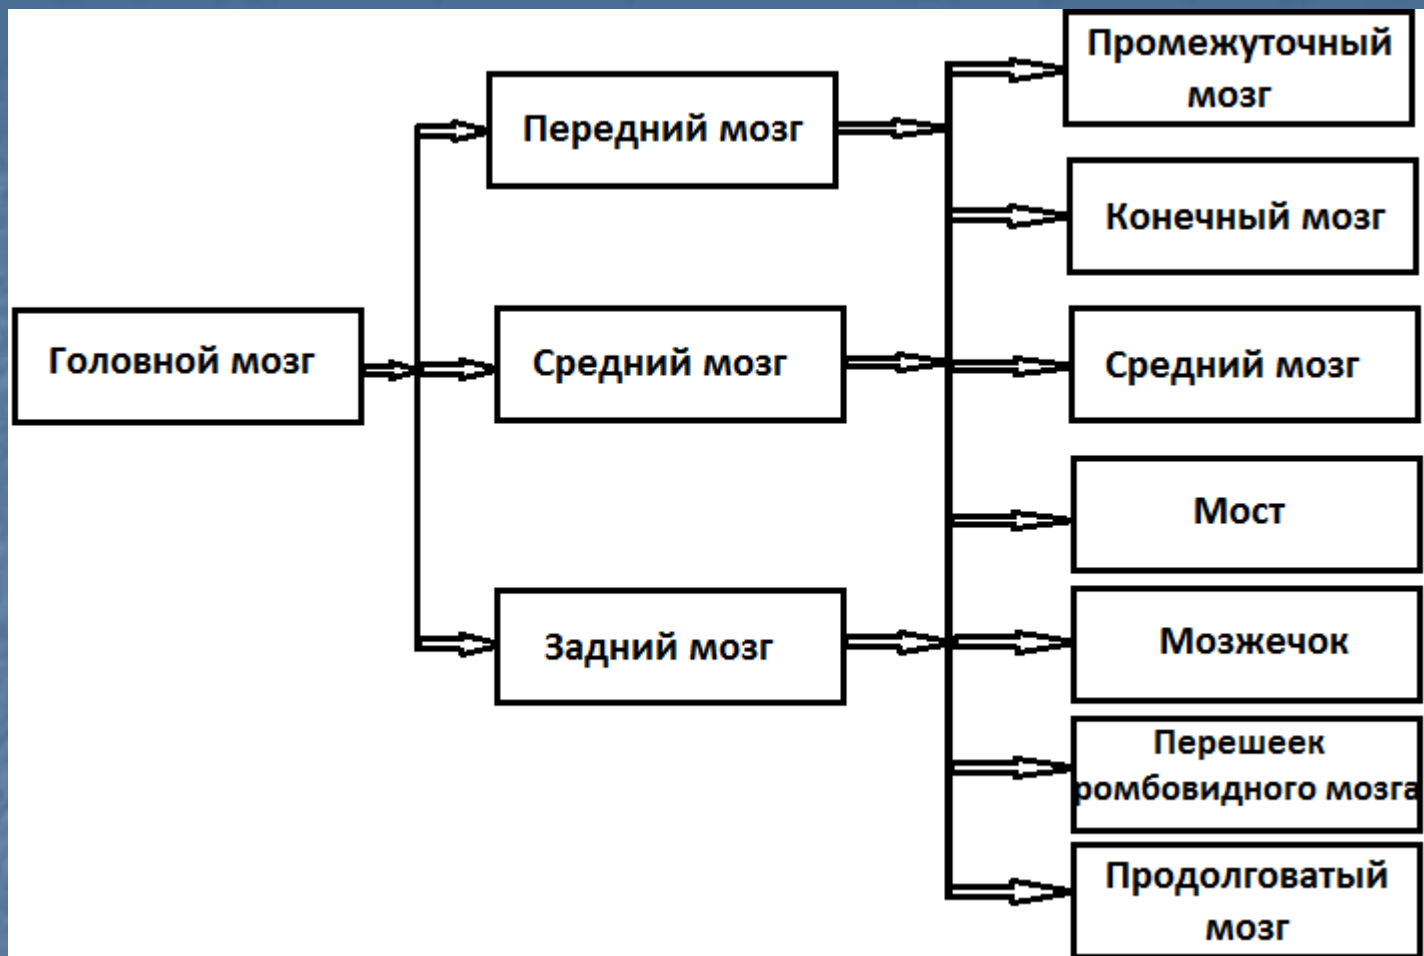 Головной мозг
Передний мозг
Средний мозг
Задний мозг
Промежуточный
мозг
Конечный мозг
Средний мозг
Мост
Мозжечок
Перешеек
ромбовидного мозга
Продолговатый
мозг